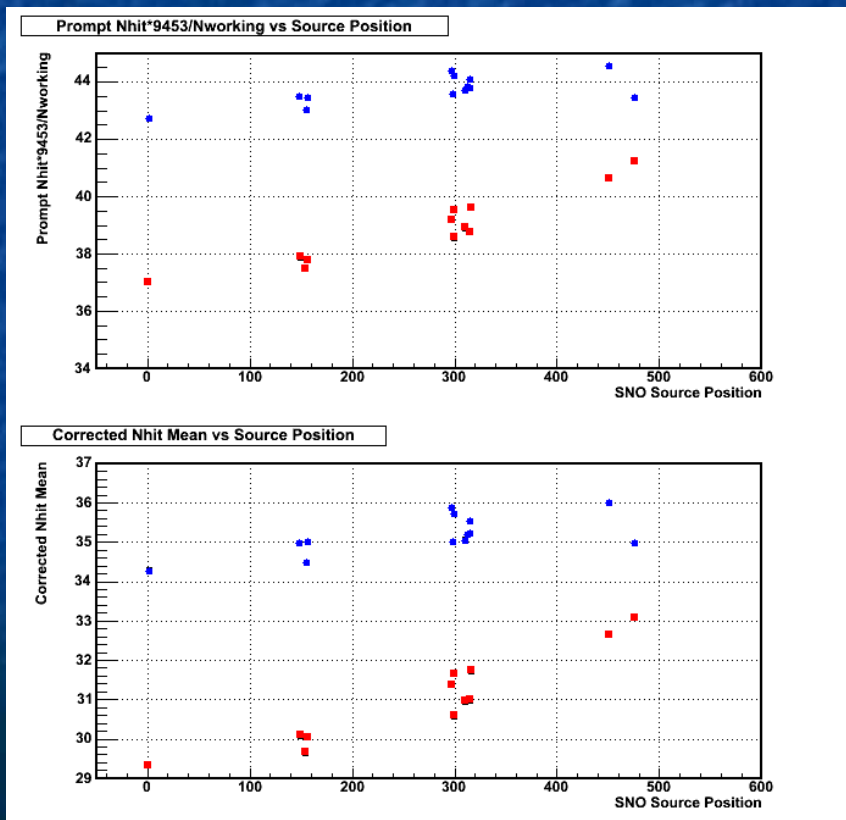 Prompt Nhit*9453/Nworking vs Source Position
Prompt Nhit*9453/Nworking
44
42
40
38
36
34
0 100 200 300 400 500 600
SNO Source Position
Corrected Nhit Mean vs Source Position
Corrected Nhit Mean
37
36
35
34
33
32
31
30
29
0 100 200 300 400 500 600
SNO Source Position